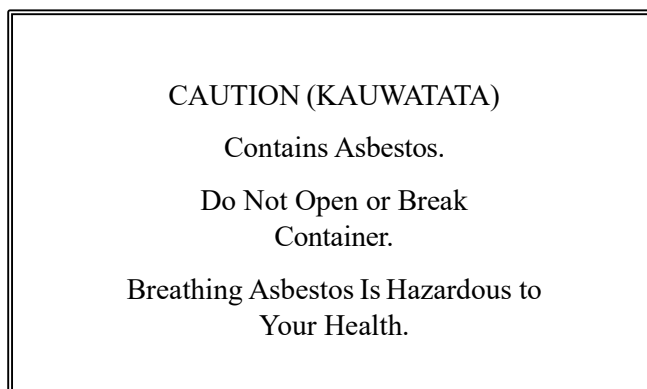 CAUTION (KAUWATATA)
Contains Asbestos.
Do Not Open or Break
Container.
Breathing Asbestos Is Hazardous to
Your Health.